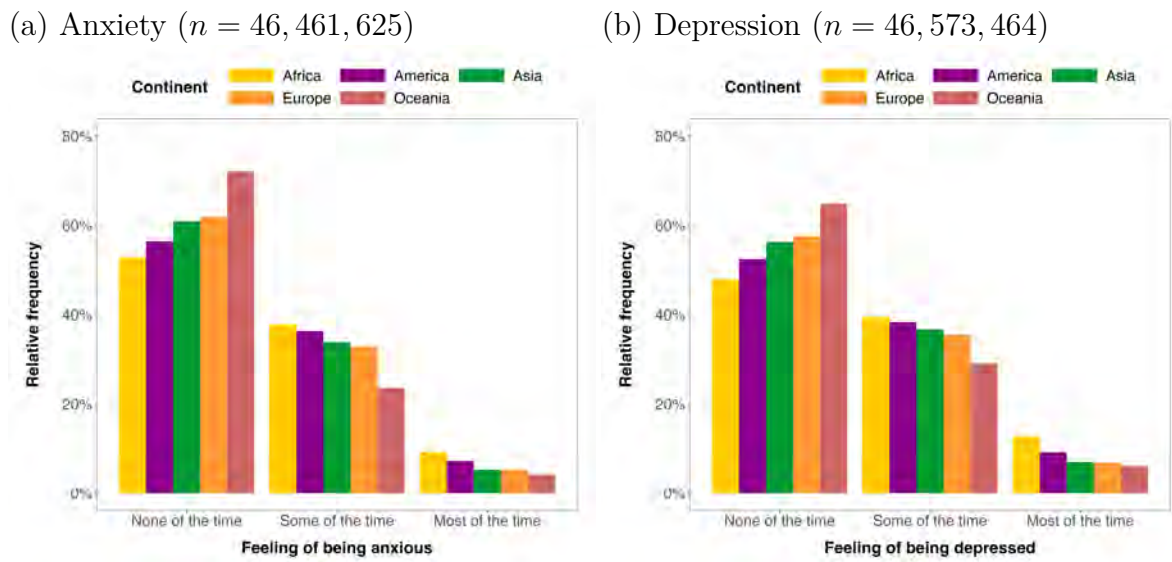 (a) Anxiety (n = 46, 461, 625)
Continent
Africa America Asia
Europe Oceania
80%
60%
40%
20%
0%
Relative frequency
None of the time Some of the time Most of the time
Feeling of being anxious
(b) Depression (n = 46, 573, 464)
Continent
Africa America Asia
Europe Oceania
80%
60%
40%
20%
0%
Relative frequency
None of the time Some of the time Most of the time
Feeling of being depressed